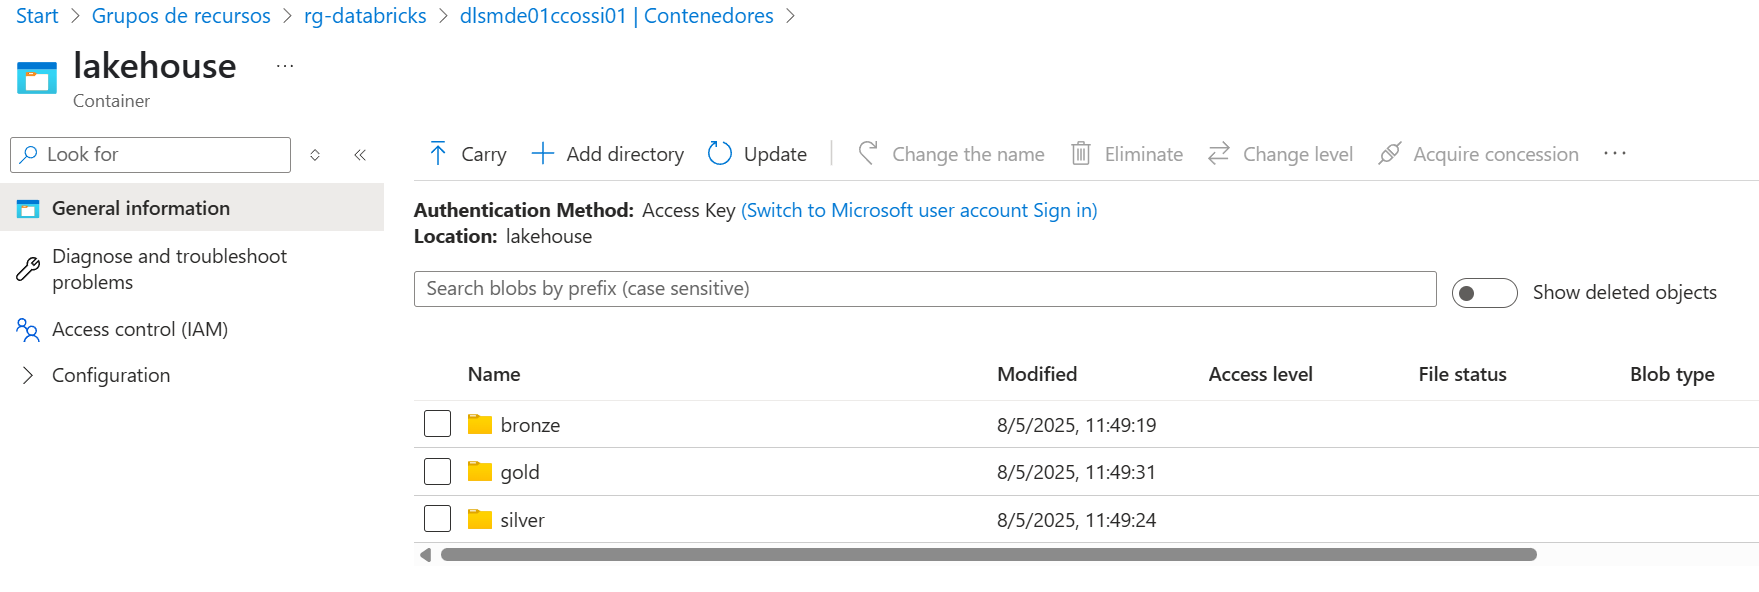 Start > Grupos de recursos > rg-databricks > dlsmde01ccossi01 | Contenedores >
lakehouse ...
Container
Look for
General information
Diagnose and troubleshoot
problems
Access control (IAM)
Configuration
Carry Add directory Update Change the name Eliminate Change level Acquire concession ...
Authentication Method: Access Key (Switch to Microsoft user account Sign in)
Location: lakehouse
Search blobs by prefix (case sensitive) Show deleted objects
Name Modified Access level File status Blob type
bronze 8/5/2025, 11:49:19
gold 8/5/2025, 11:49:31
silver 8/5/2025, 11:49:24